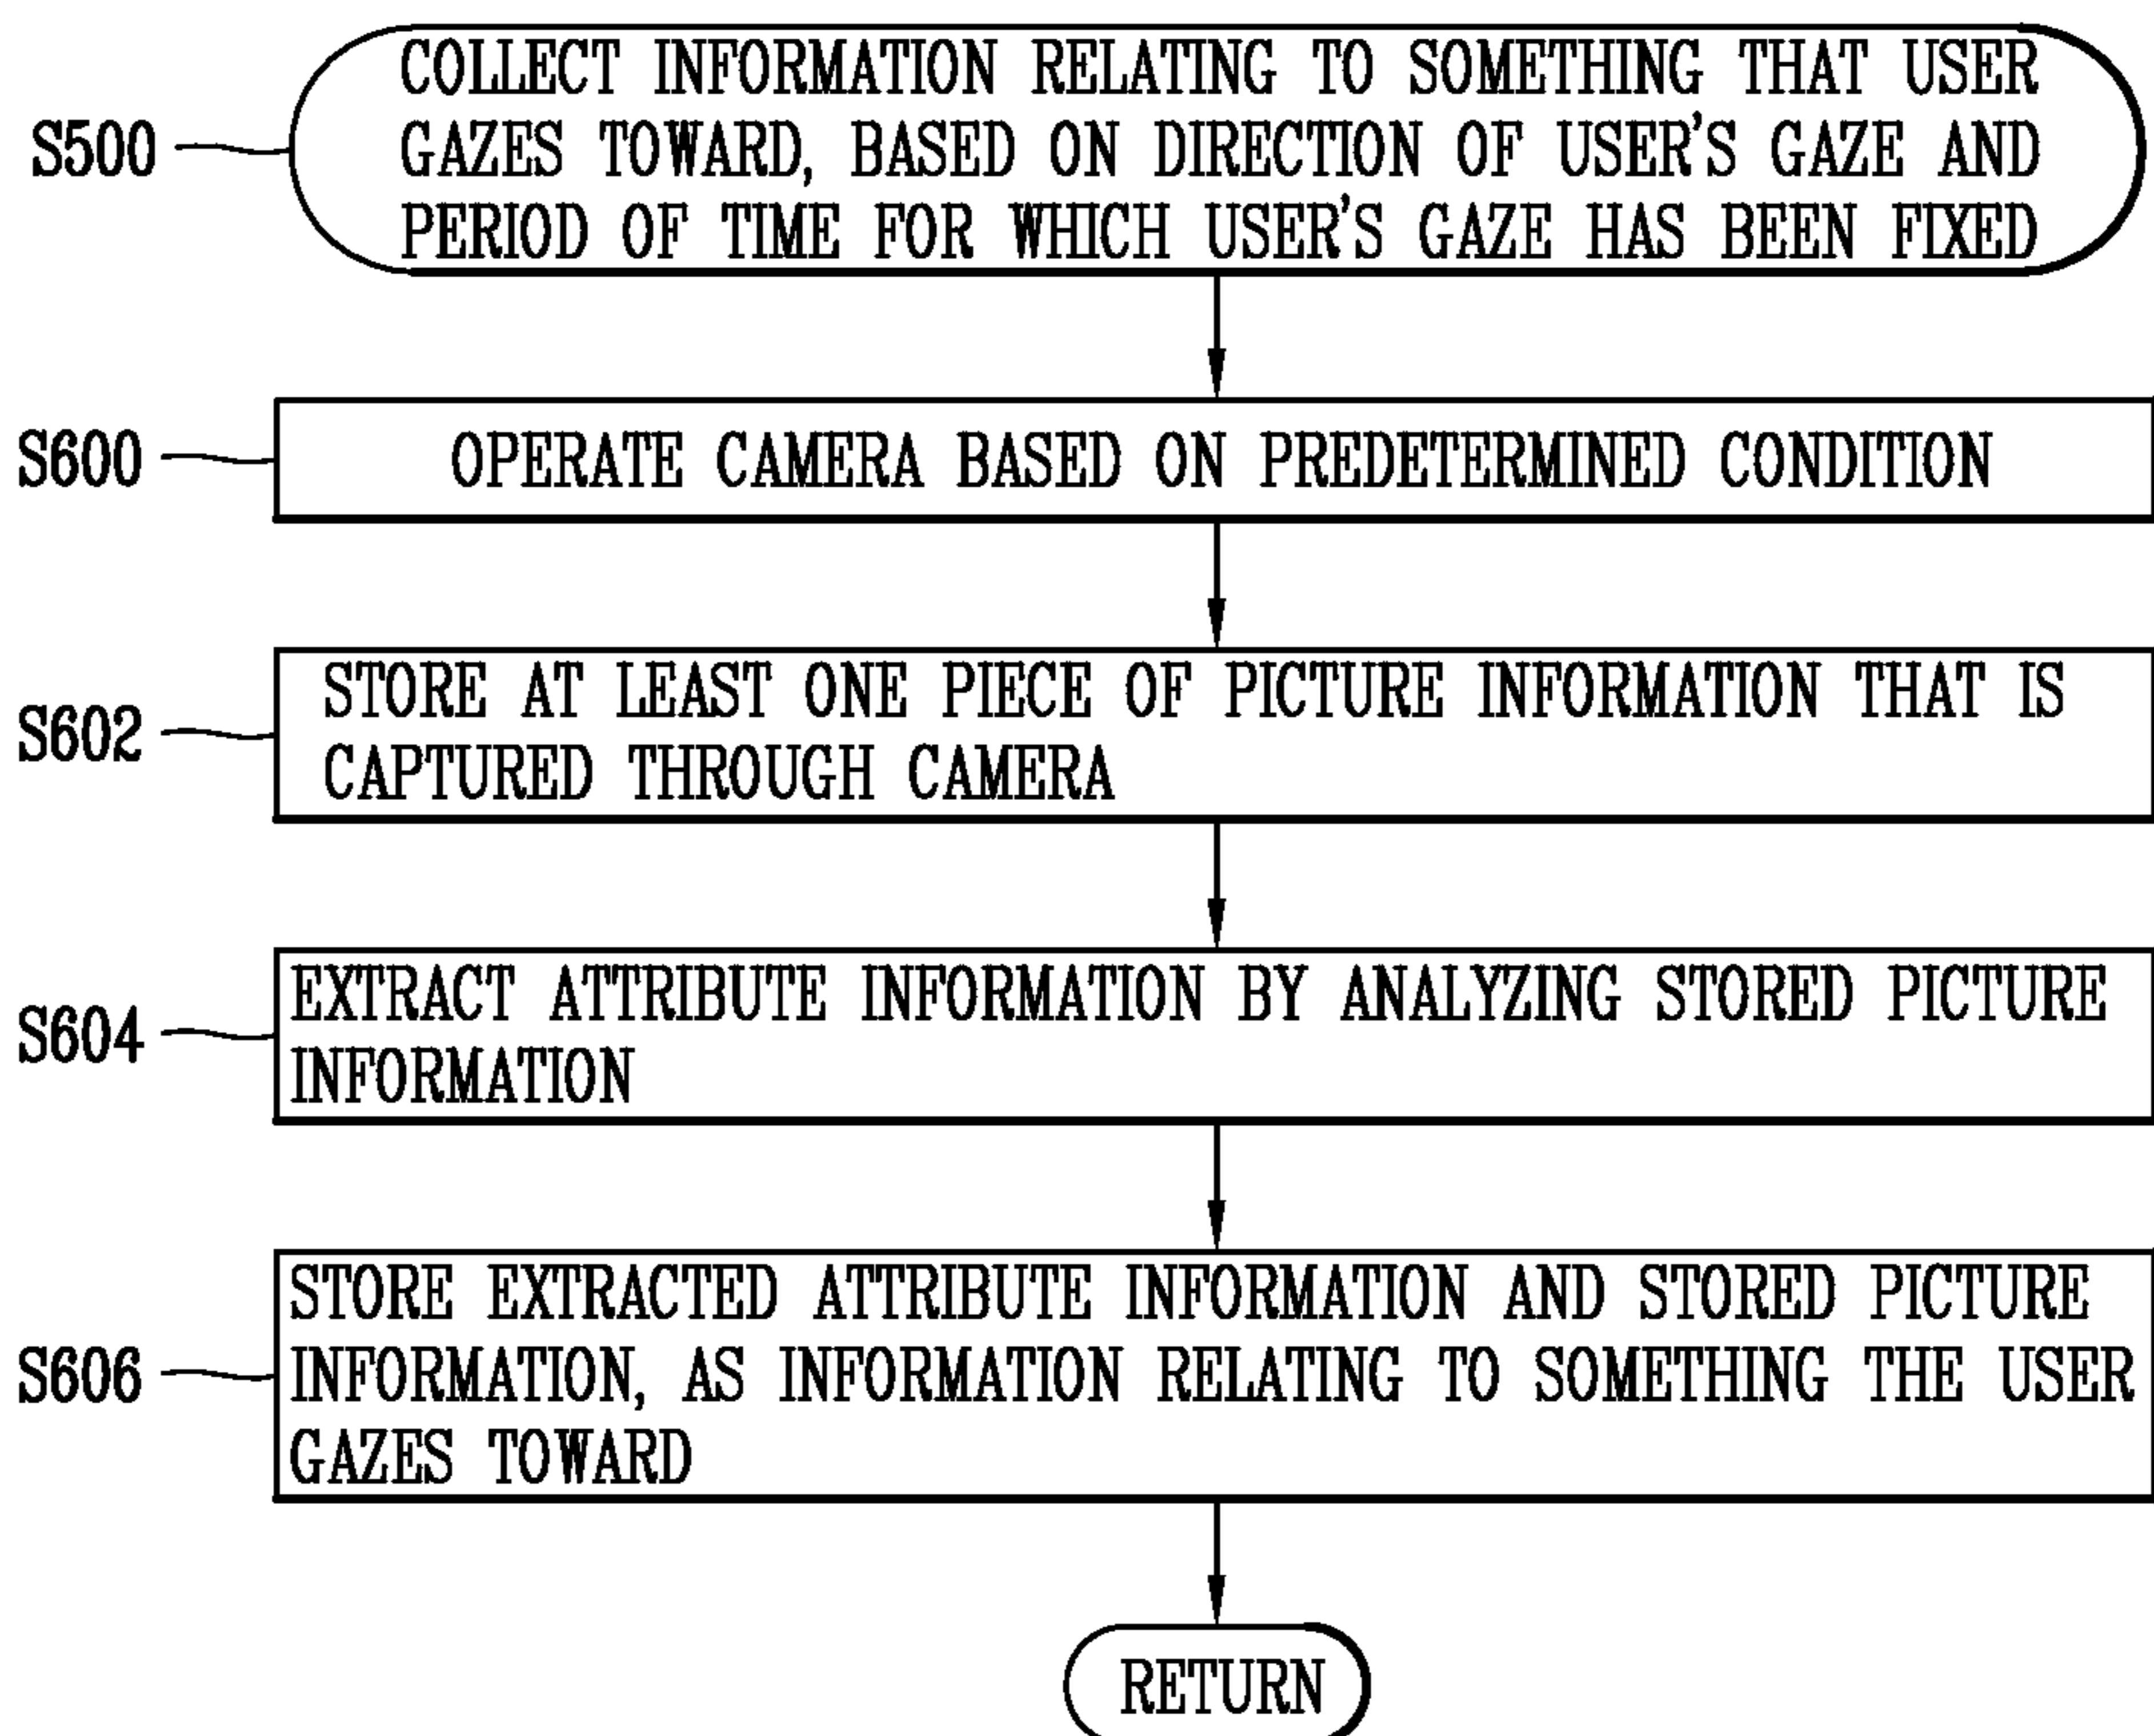 S500
COLLECT INFORMATION RELATING TO SOMETHING THAT USER
GAZES TOWARD, BASED ON DIRECTION OF USER'S GAZE AND
PERIOD OF TIME FOR WHICH USER'S GAZE HAS BEEN FIXED
S600
OPERATE CAMERA BASED ON PREDETERMINED CONDITION
S602
STORE AT LEAST ONE PIECE OF PICTURE INFORMATION THAT IS
CAPTURED THROUGH CAMERA
S604
EXTRACT ATTRIBUTE INFORMATION BY ANALYZING STORED PICTURE
INFORMATION
S606
STORE EXTRACTED ATTRIBUTE INFORMATION AND STORED PICTURE
INFORMATION, AS INFORMATION RELATING TO SOMETHING THE USER
GAZES TOWARD
RETURN